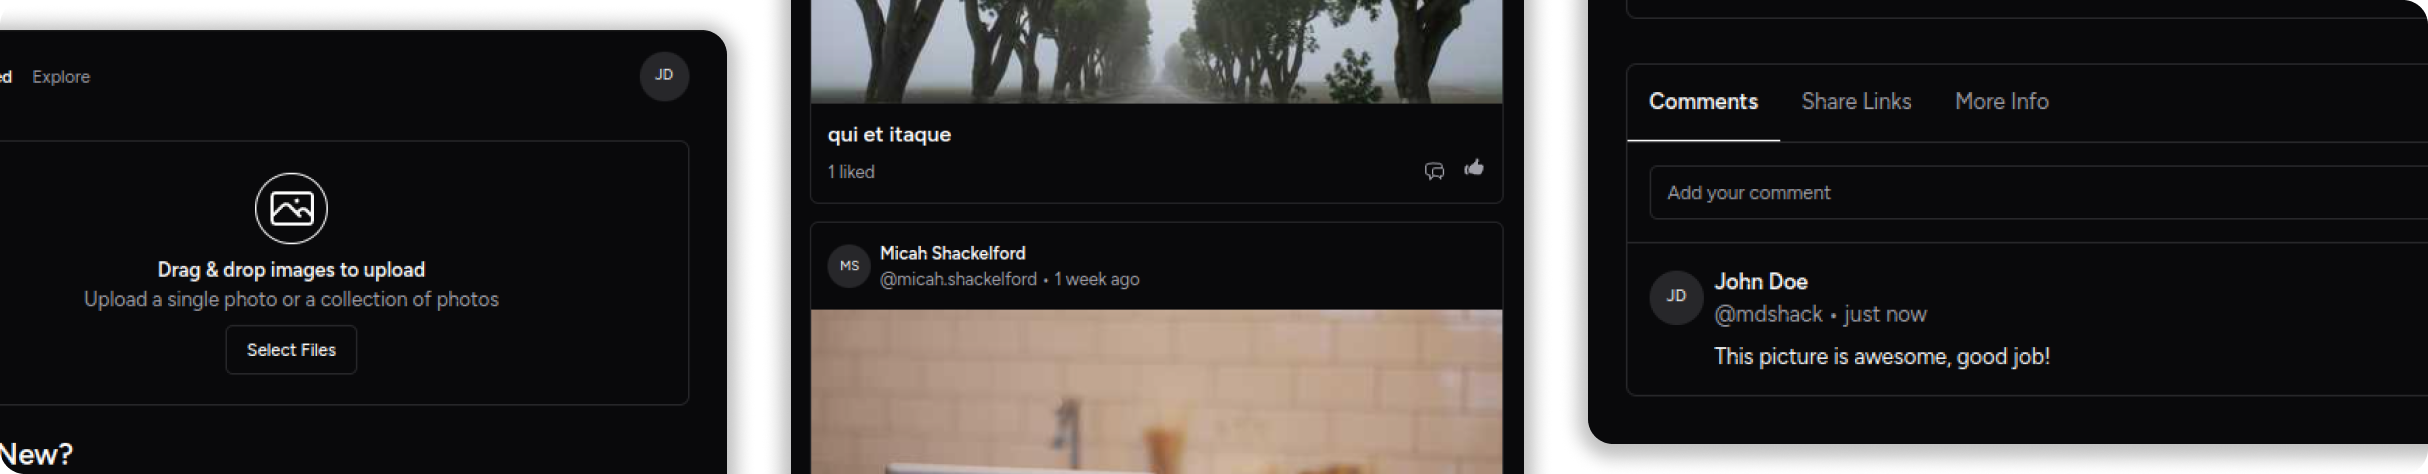 ed Explore JD
Drag & drop images to upload
Upload a single photo or a collection of photos
Select Files
New?
qui et itaque
1 liked
MS Micah Shackelford
@micah.shackelford • 1 week ago
Comments Share Links More Info
Add your comment
JD John Doe
@mdshack • just now
This picture is awesome, good job!